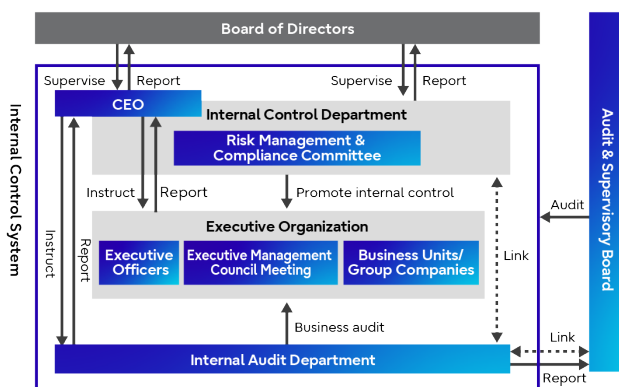 Board of Directors
Supervise
Report
Supervise
Report
CEO
Internal Control Department
Risk Management &
Compliance Committee
Instruct
Report
Promote internal control
Executive Organization
Executive
Officers
Executive Management
Council Meeting
Business Units/
Group Companies
Internal Control System
Instruct
Report
Link
Audit
Audit & Supervisory Board
Business audit
Internal Audit Department
Link
Report